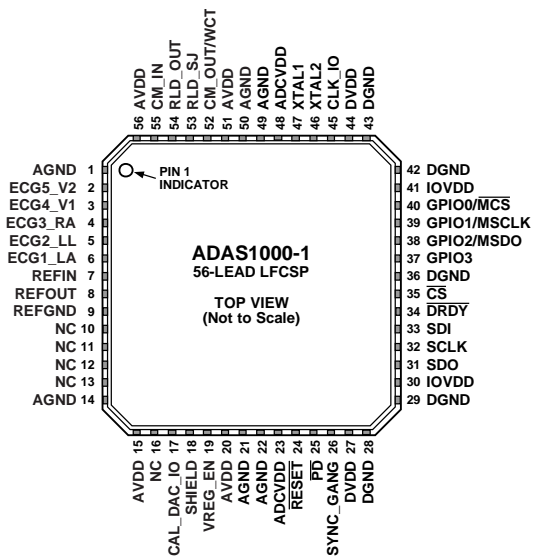 56 AVDD
55 CM_IN
54 RLD_OUT
53 RLD_SJ
52 CM_OUT/WCT
51 AVDD
50 AGND
49 AGND
48 ADCVDD
47 XTAL1
46 XTAL2
45 CLK_IO
44 DVDD
43 DGND
AGND 1
ECG5_V2 2
ECG4_V1 3
ECG3_RA 4
ECG2_LL 5
ECG1_LA 6
REFIN 7
REFOUT 8
REFGND 9
NC 10
NC 11
NC 12
NC 13
AGND 14
PIN 1
INDICATOR
ADAS1000-1
56-LEAD LFCSP
TOP VIEW
(Not to Scale)
42 DGND
41 IOVDD
40 GPIO0/MCS
39 GPIO1/MSCLK
38 GPIO2/MSDO
37 GPIO3
36 DGND
35 CS
34 DRDY
33 SDI
32 SCLK
31 SDO
30 IOVDD
29 DGND
AVDD 15
NC 16
CAL_DAC_IO 17
SHIELD 18
VREG_EN 19
AVDD 20
AGND 21
AGND 22
ADCVDD 23
RESET 24
PD 25
SYNC_GANG 26
DVDD 27
DGND 28